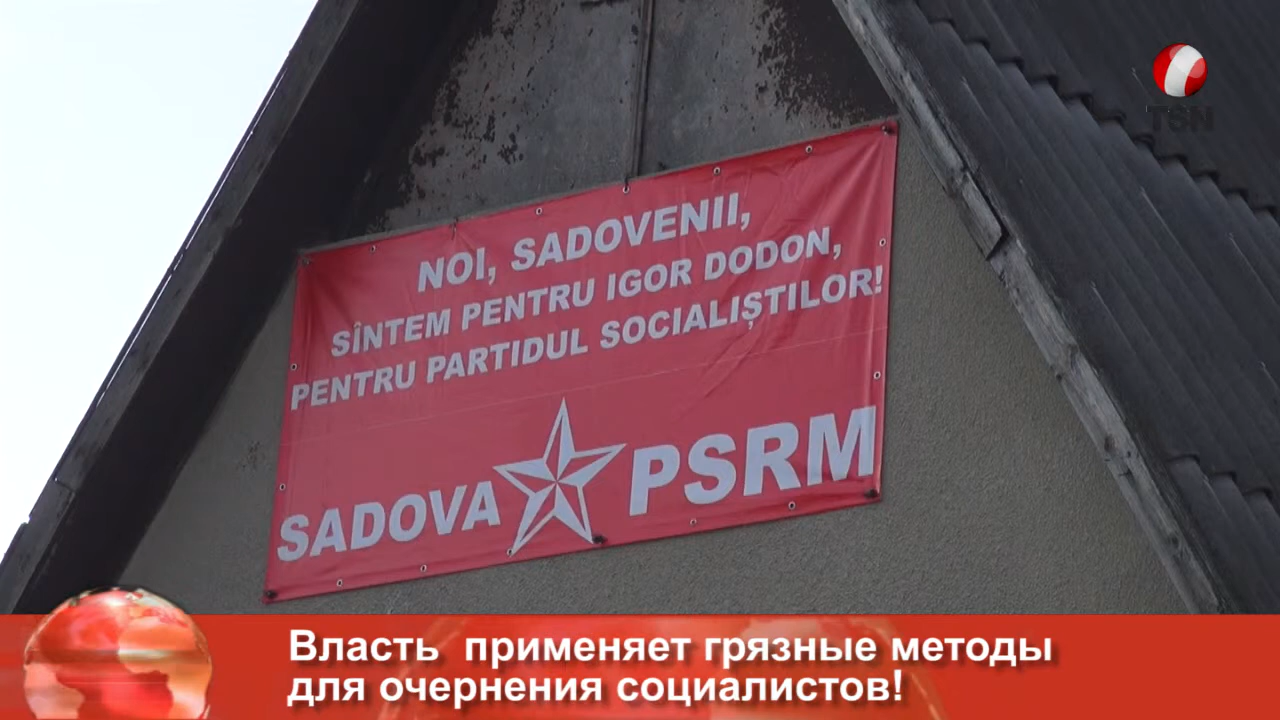 TSN
NOI, SADOVENII,
SÎNTEM PENTRU IGOR DODON,
PENTRU PARTIDUL SOCIALIȘTILOR!
SADOVA PSRM
Власть применяет грязные методы
для очернения социалистов!